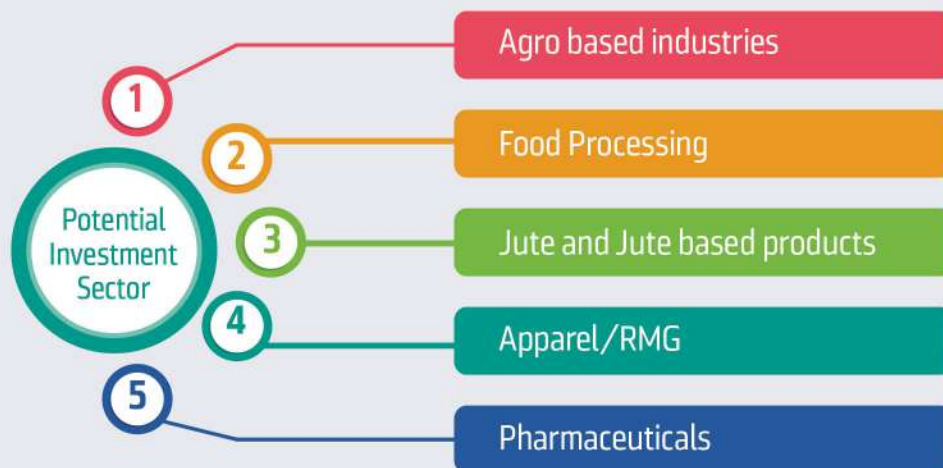 Potential
Investment
Sector
1
Agro based industries
2
Food Processing
3
Jute and Jute based products
4
Apparel/RMG
5
Pharmaceuticals